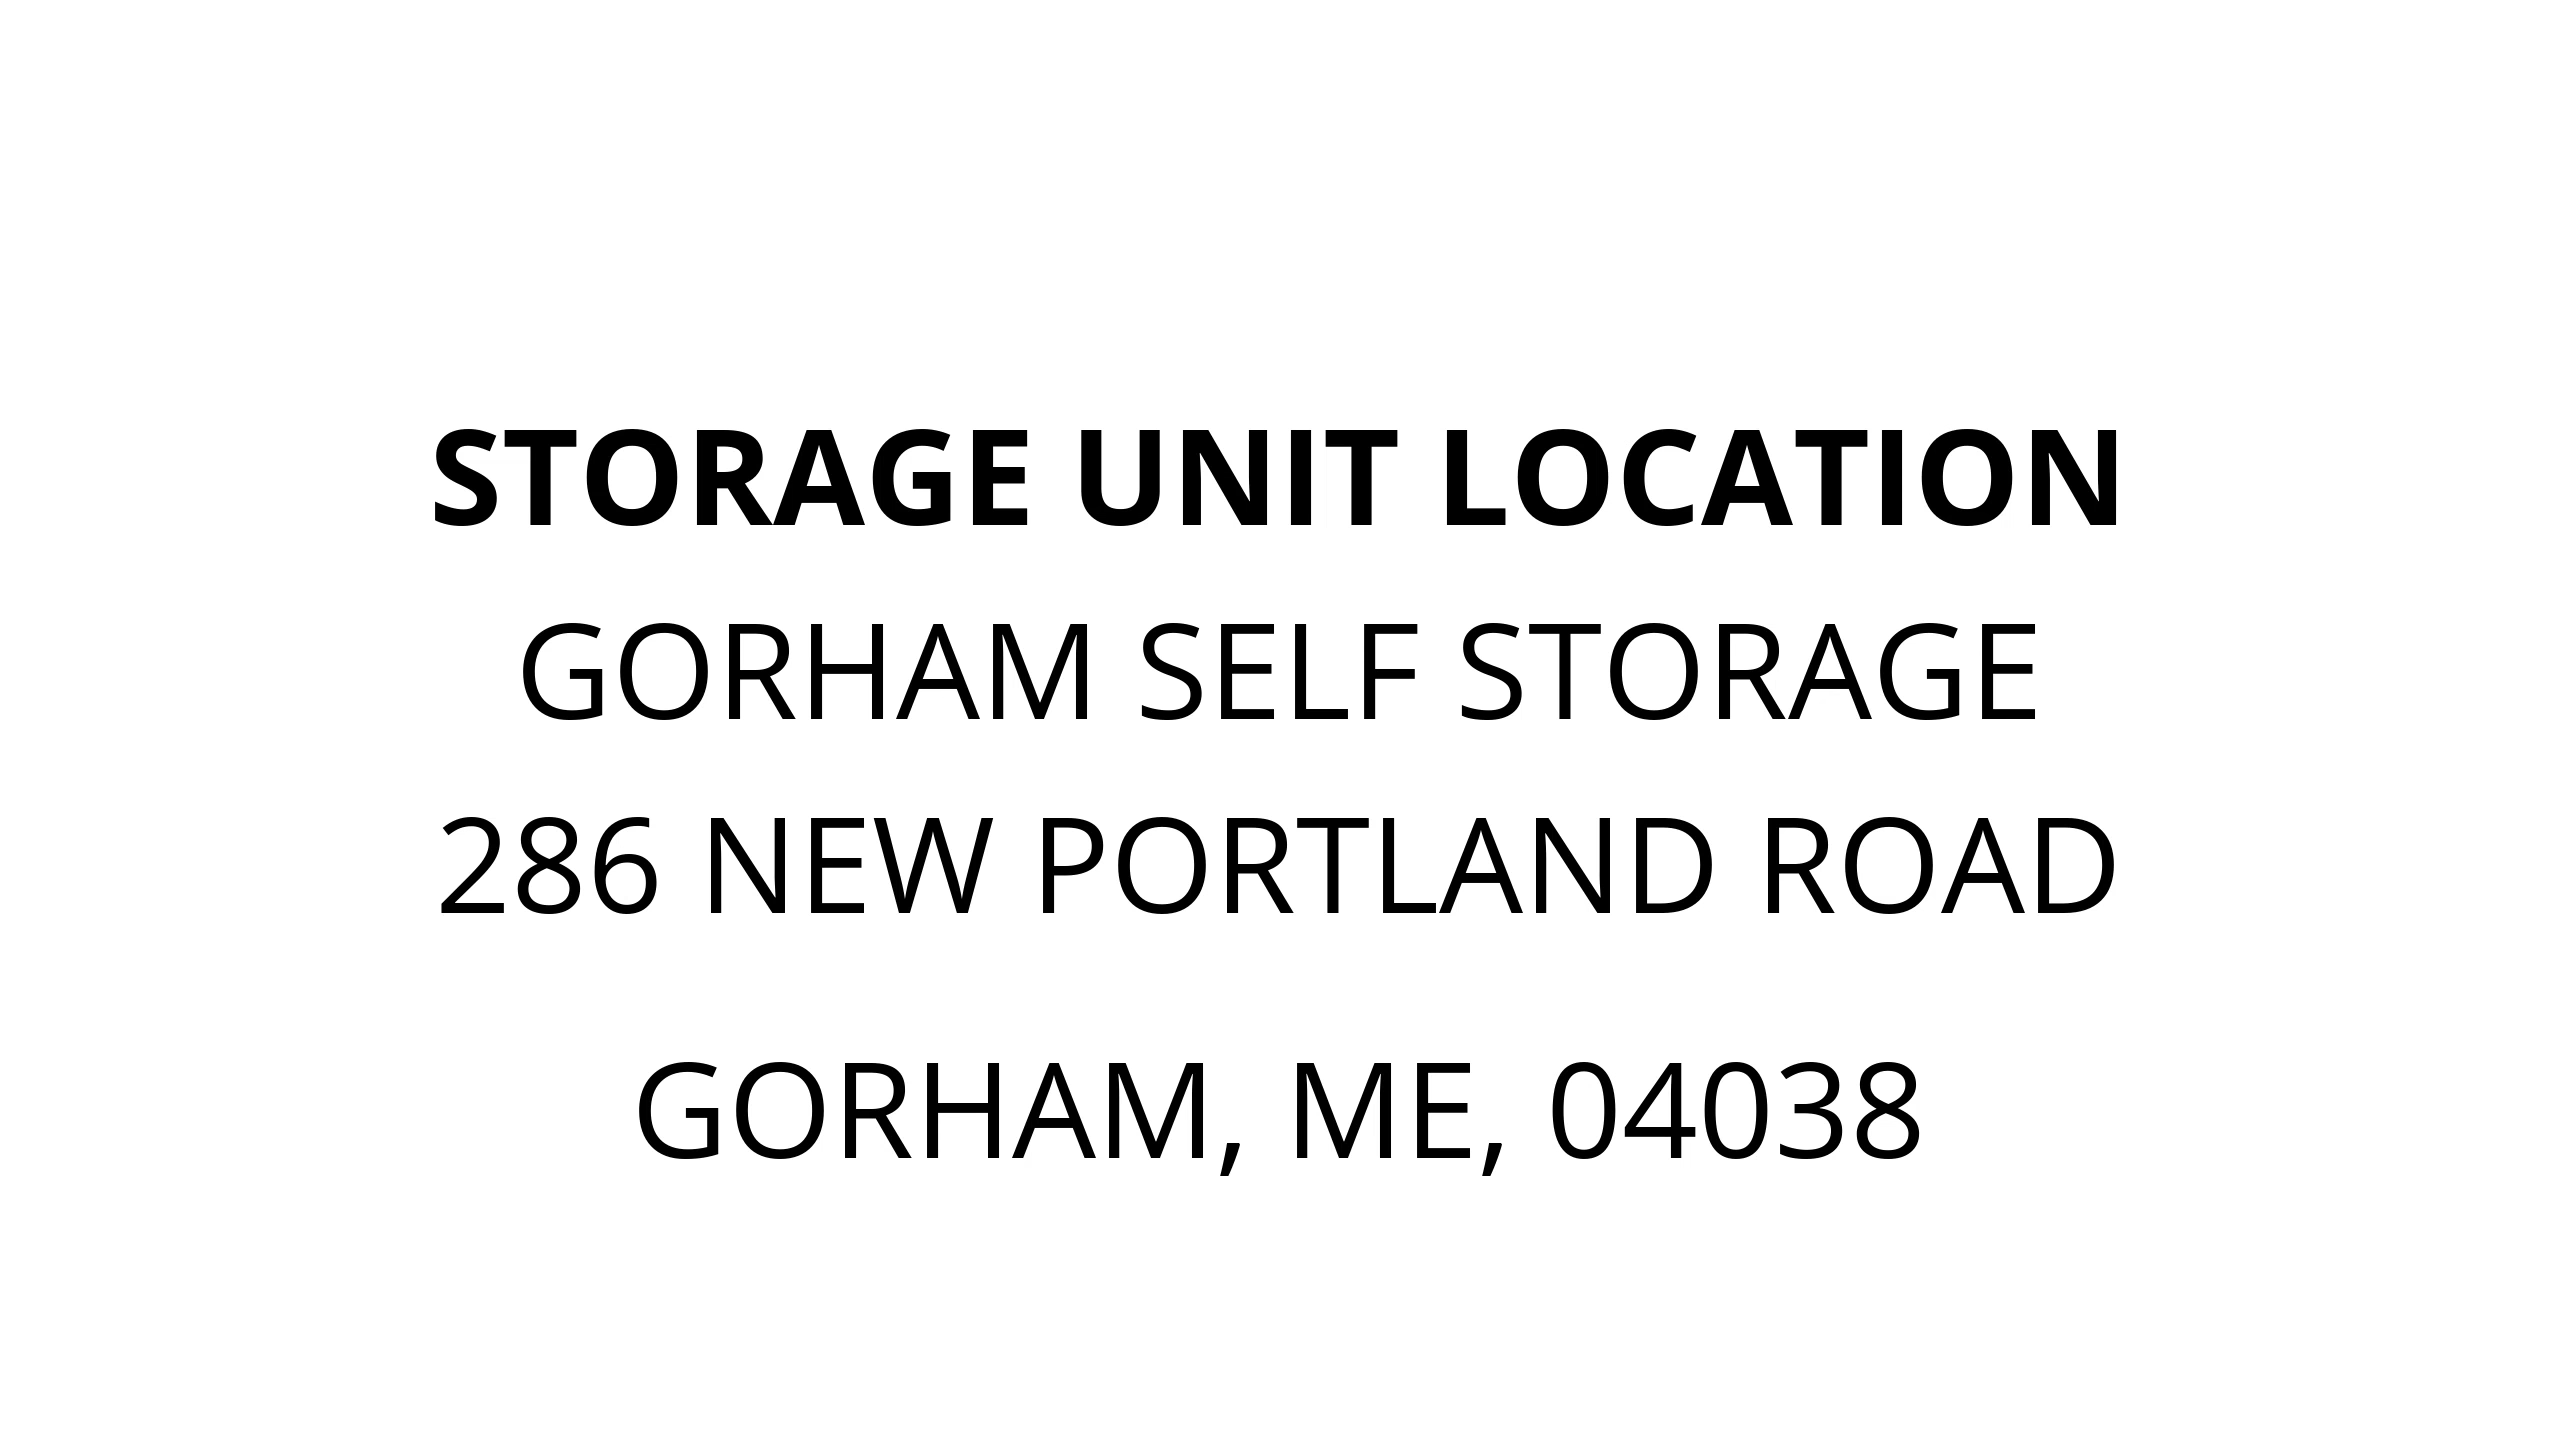 STORAGE UNIT LOCATION
GORHAM SELF STORAGE
286 NEW PORTLAND ROAD
GORHAM, ME, 04038